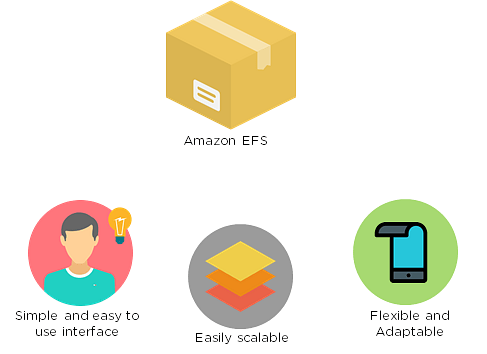 Amazon EFS
Simple and easy to
use interface
Easily scalable
Flexible and
Adaptable